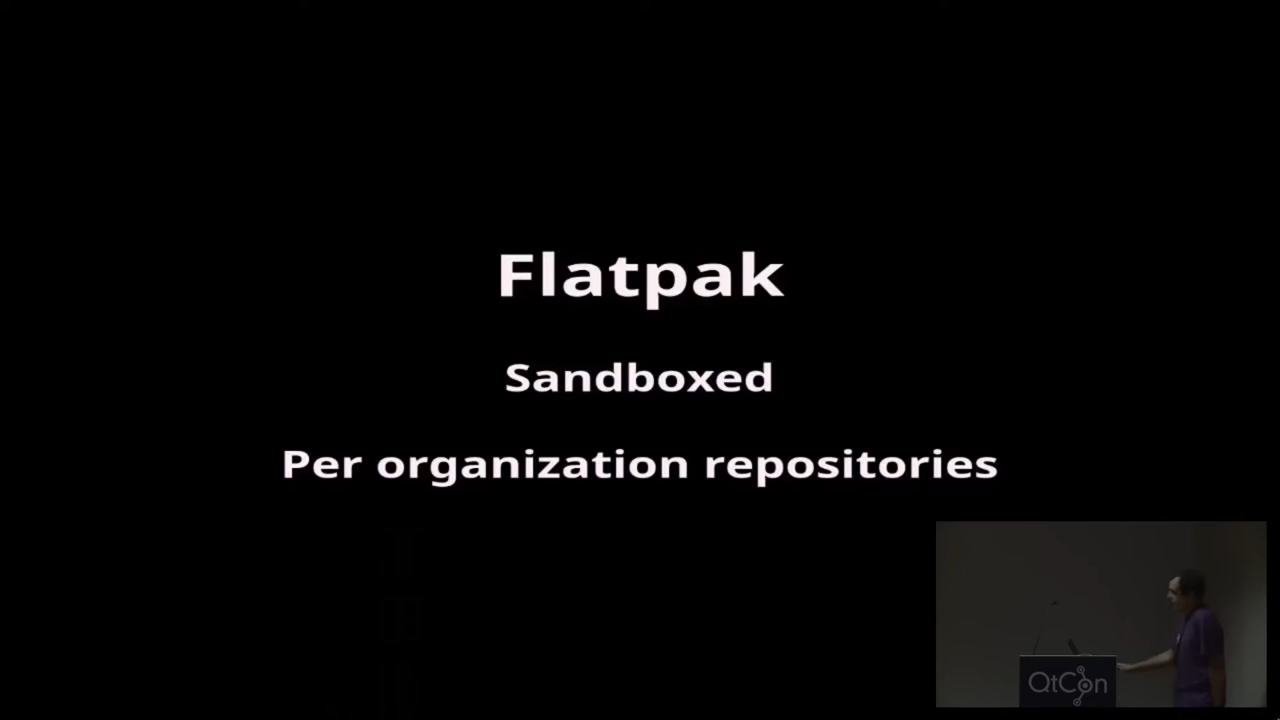 Flatpak
Sandboxed
Per organization repositories
QtCon